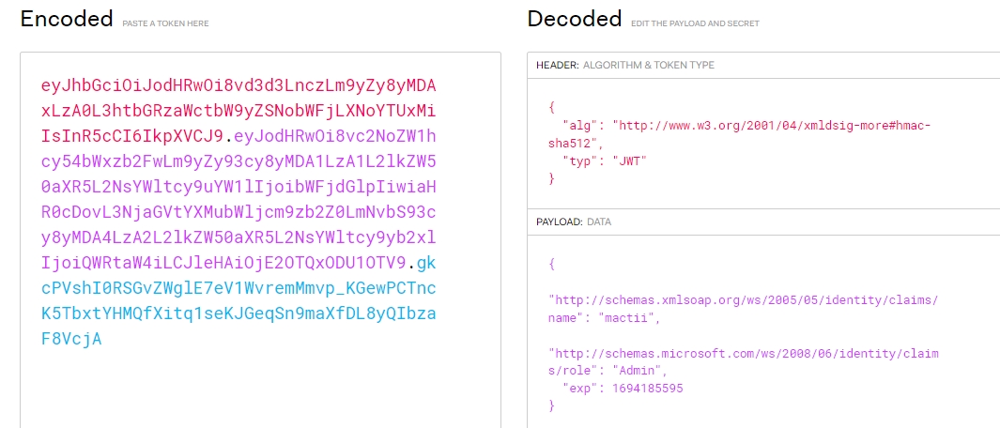 Encoded PASTE A TOKEN HERE
eyJhbGciOiJodHRwOi8vd3d3LnczLm9yZy8yMDA
xLzA0L3htbGRzaWctbW9yZSNobWFjLXNoYTUxMi
IsInR5cCI6IkpXVCJ9.eyJodHRwOi8vc2NoZW1h
cy54bWxzb2FwLm9yZy93cy8yMDA1LzA1L2lkZW5
0aXR5L2NsYWltcy9uYW1lIjoibWFjdGlpIiwiaH
R0cDovL3NjaGVtYXMubWljcm9zb2Z0LmNvbS93c
y8yMDA4LzA2L2lkZW50aXR5L2NsYWltcy9yb2xl
IjoiQWRtaW4iLCJleHAiOjE2OTQxODU1OTV9.gk
cPVshI0RSGvZWglE7eV1WvremMmvp_KGewPCTnc
K5TbxtYHMQfXitq1seKJGeqSn9maXfDL8yQIbza
F8VcjA
Decoded EDIT THE PAYLOAD AND SECRET
HEADER: ALGORITHM & TOKEN TYPE
{
"alg": "http://www.w3.org/2001/04/xmldsig-more#hmac-
sha512",
"typ": "JWT"
}
PAYLOAD: DATA
{
"http://schemas.xmlsoap.org/ws/2005/05/identity/claims/
name": "mactii",
"http://schemas.microsoft.com/ws/2008/06/identity/claim
s/role": "Admin",
"exp": 1694185595
}